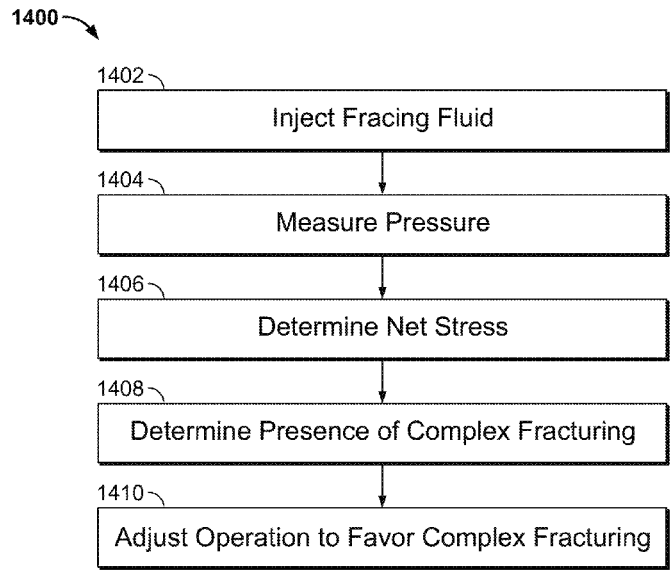 1400
1402
Inject Fracing Fluid
1404
Measure Pressure
1406
Determine Net Stress
1408
Determine Presence of Complex Fracturing
1410
Adjust Operation to Favor Complex Fracturing